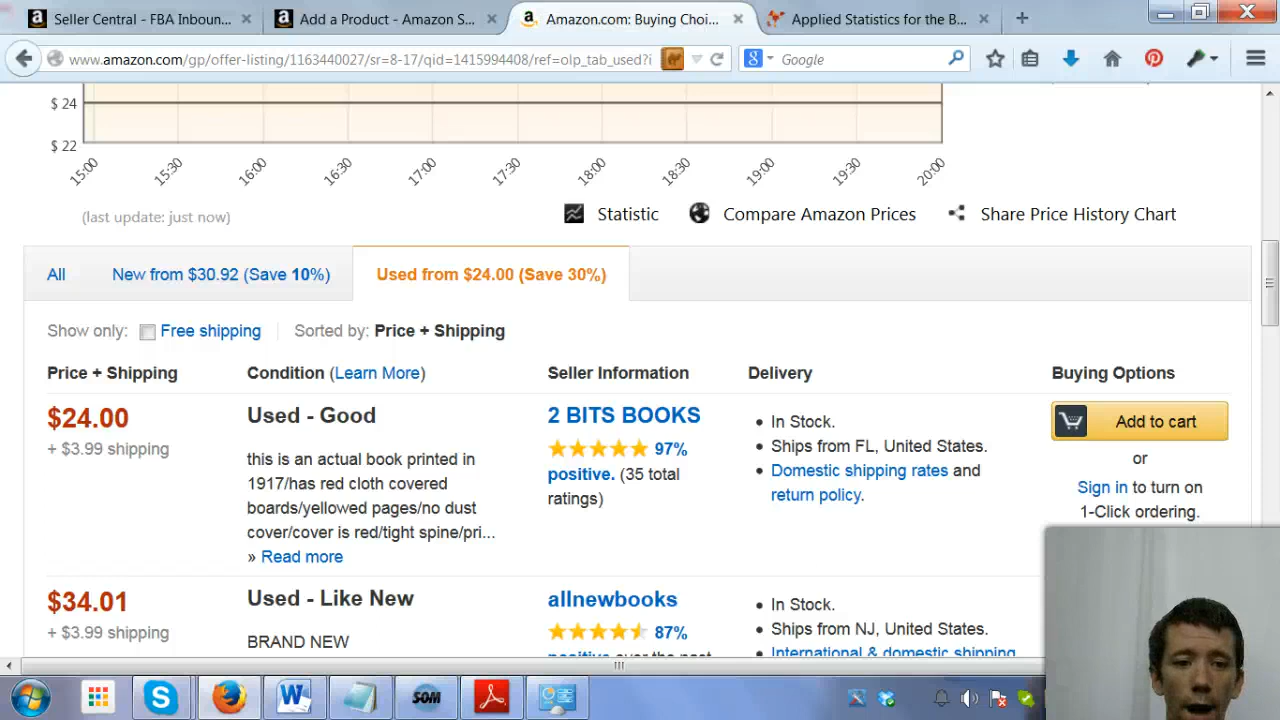 Seller Central - FBA Inboun...
Add a Product - Amazon S...
Amazon.com: Buying Choi...
Applied Statistics for the B...
www.amazon.com/gp/offer-listing/1163440027/r=8-17/qid=1415994408/ref=olp_tab_used?i
Google
$ 24
$ 22
15:00 15:30 16:00 16:30 17:00 17:30 18:00 18:30 19:00 19:30 20:00
(last update: just now)
Statistic
Compare Amazon Prices
Share Price History Chart
All
New from $30.92 (Save 10%)
Used from $24.00 (Save 30%)
Show only: Free shipping
Sorted by: Price + Shipping
Price + Shipping
Condition (Learn More)
Seller Information
Delivery
Buying Options
$24.00
+ $3.99 shipping
Used - Good
this is an actual book printed in
1917/has red cloth covered
boards/yellowed pages/no dust
cover/cover is red/tight spine/pri...
» Read more
2 BITS BOOKS
97%
positive. (35 total
ratings)
• In Stock.
• Ships from FL, United States.
• Domestic shipping rates and
return policy.
Add to cart
or
Sign in to turn on
1-Click ordering.
$34.01
+ $3.99 shipping
Used - Like New
BRAND NEW
allnewbooks
87%
positive over the past
• In Stock.
• Ships from NJ, United States.
• International & domestic shipping
SOM